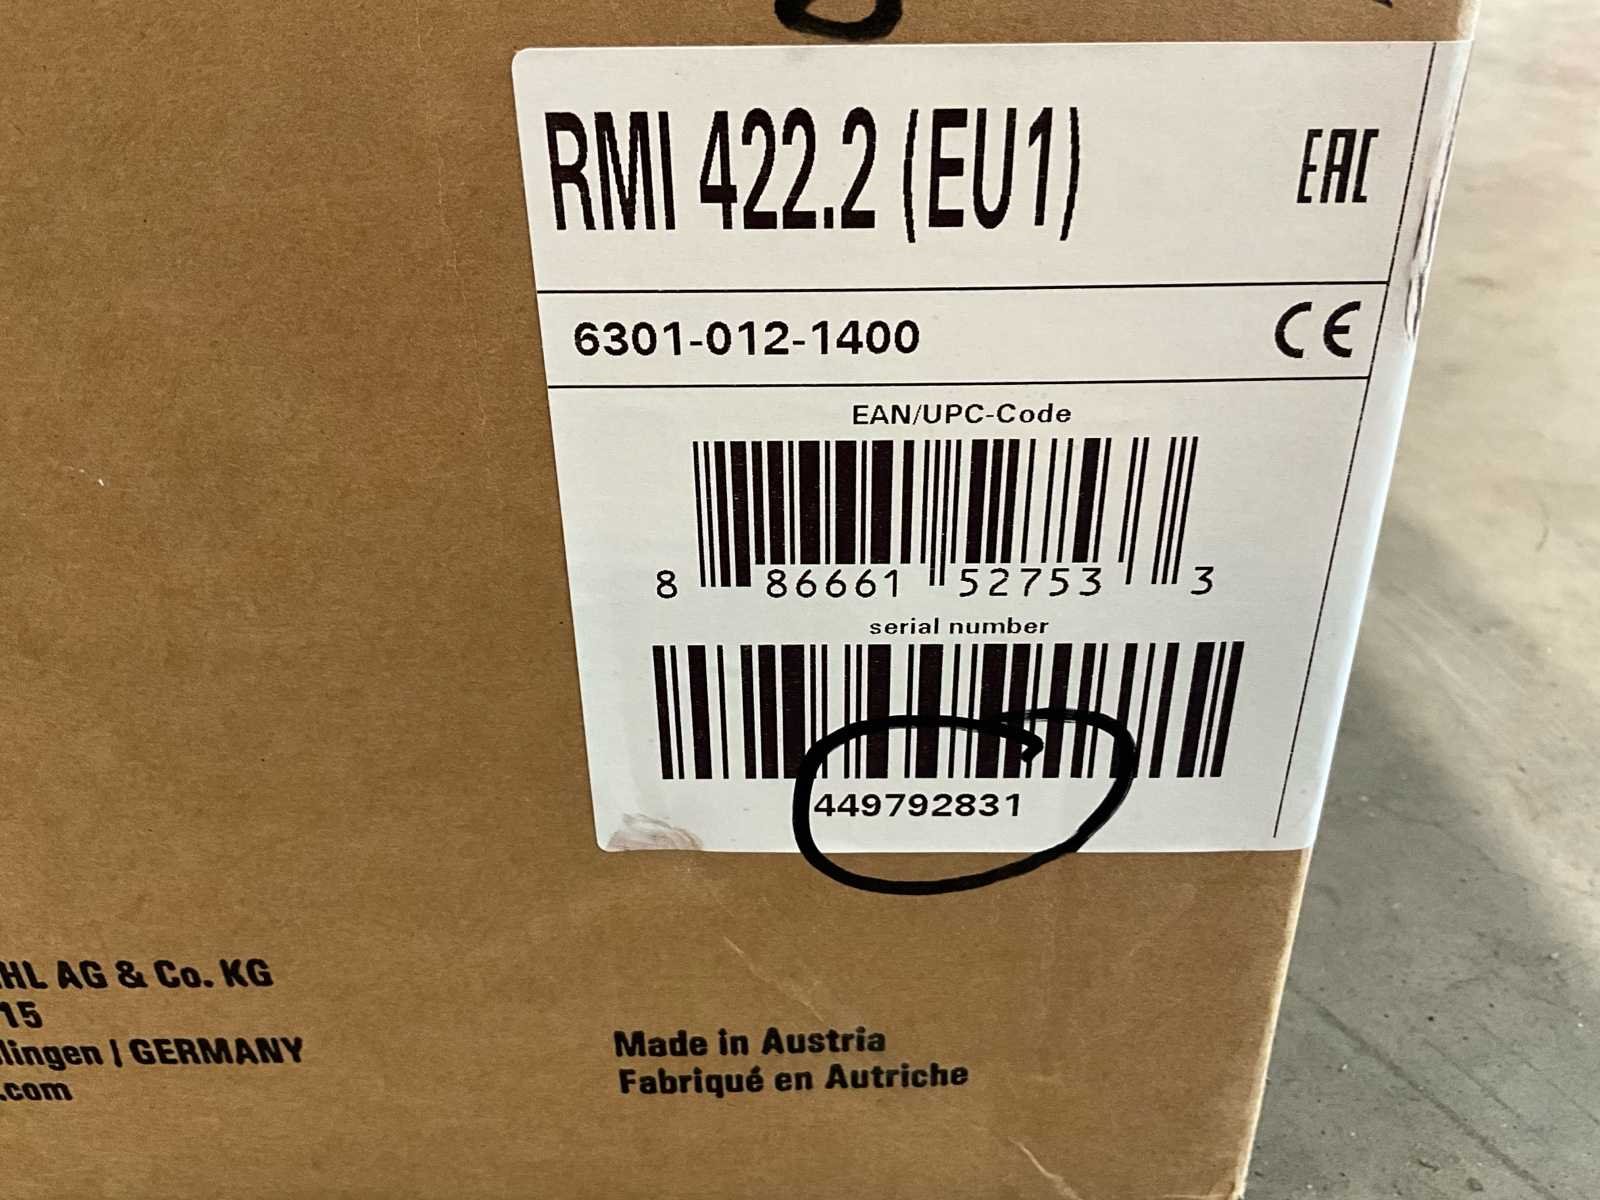 RMI 422.2 (EU1)
EAC
6301-012-1400
CE
EAN/UPC-Code
8 86661 52753 3
serial number
449792831
HL AG & Co. KG
15
lingen | GERMANY
.com
Made in Austria
Fabriqué en Autriche